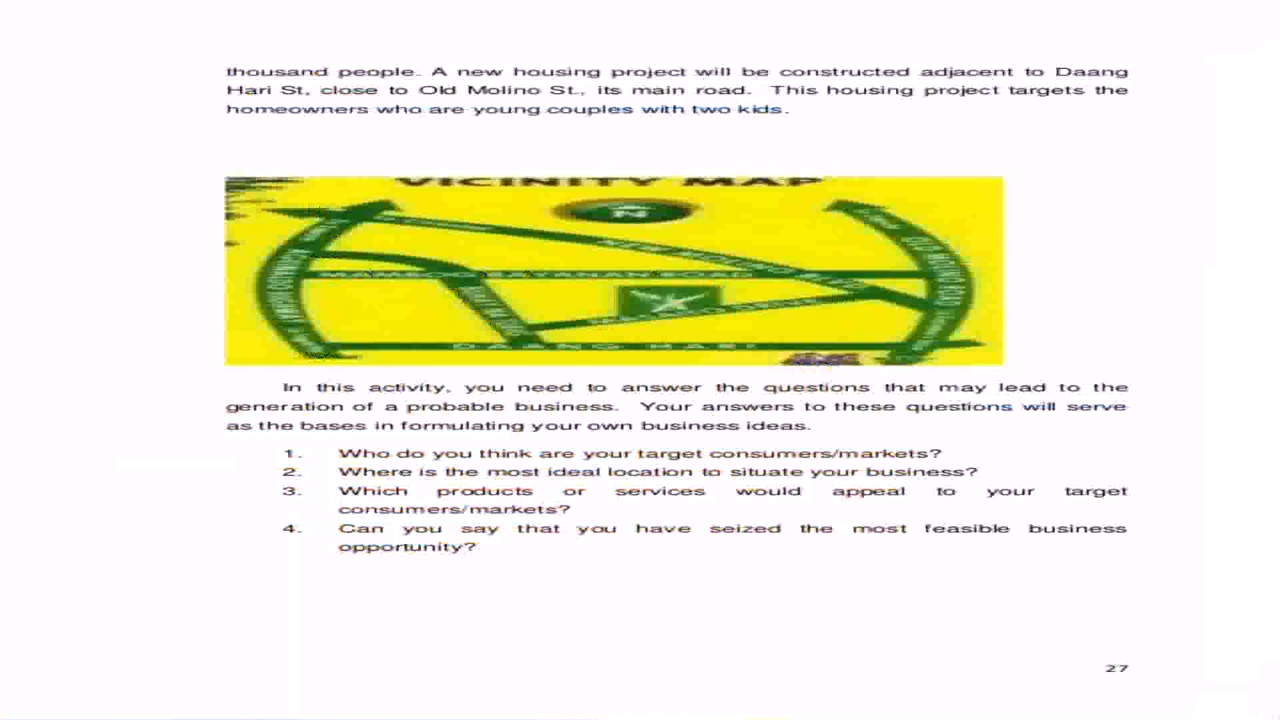 thousand people. A new housing project will be constructed adjacent to Daang
Hari St, close to Old Molino St., its main road. This housing project targets the
homeowners who are young couples with two kids.
VICINITY MAP
N
MAMBOG BAYANAN ROAD
DAANG HARI
In this activity, you need to answer the questions that may lead to the
generation of a probable business. Your answers to these questions will serve
as the bases in formulating your own business ideas.
1. Who do you think are your target consumers/markets?
2. Where is the most ideal location to situate your business?
3. Which products or services would appeal to your target
consumers/markets?
4. Can you say that you have seized the most feasible business
opportunity?
27